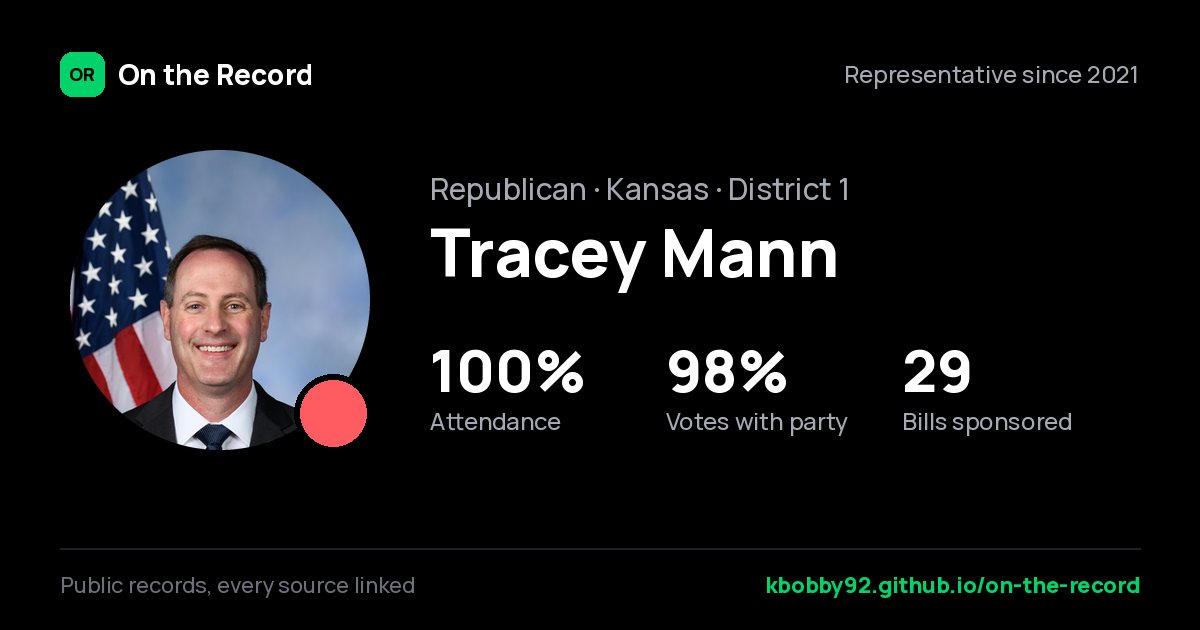 OR On the Record
Representative since 2021
Republican · Kansas · District 1
Tracey Mann
100% 98% 29
Attendance Votes with party Bills sponsored
Public records, every source linked
kbobby92.github.io/on-the-record